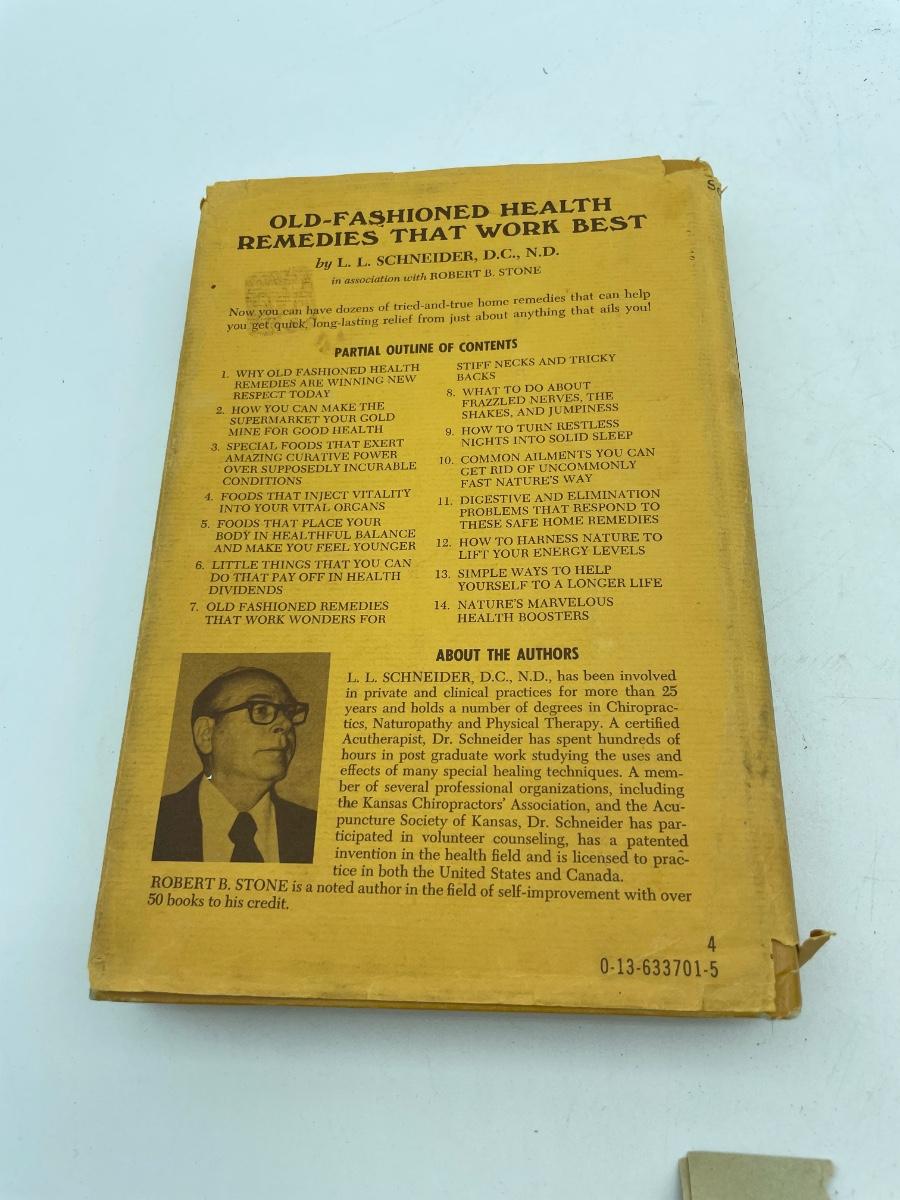 OLD-FASHIONED HEALTH
REMEDIES THAT WORK BEST
by L. L. SCHNEIDER, D.C., N.D.
in association with ROBERT B. STONE
Now you can have dozens of tried-and-true home remedies that can help
you get quick, long-lasting relief from just about anything that ails you!
PARTIAL OUTLINE OF CONTENTS
1. WHY OLD FASHIONED HEALTH
REMEDIES ARE WINNING NEW
RESPECT TODAY
2. HOW YOU CAN MAKE THE
SUPERMARKET YOUR GOLD
MINE FOR GOOD HEALTH
3. SPECIAL FOODS THAT EXERT
AMAZING CURATIVE POWER
OVER SUPPOSEDLY INCURABLE
CONDITIONS
4. FOODS THAT INJECT VITALITY
INTO YOUR VITAL ORGANS
5. FOODS THAT PLACE YOUR
BODY IN HEALTHFUL BALANCE
AND MAKE YOU FEEL YOUNGER
6. LITTLE THINGS THAT YOU CAN
DO THAT PAY OFF IN HEALTH
DIVIDENDS
7. OLD FASHIONED REMEDIES
THAT WORK WONDERS FOR
STIFF NECKS AND TRICKY
BACKS
8. WHAT TO DO ABOUT
FRAZZLED NERVES, THE
SHAKES, AND JUMPINESS
9. HOW TO TURN RESTLESS
NIGHTS INTO SOLID SLEEP
10. COMMON AILMENTS YOU CAN
GET RID OF UNCOMMONLY
FAST NATURE'S WAY
11. DIGESTIVE AND ELIMINATION
PROBLEMS THAT RESPOND TO
THESE SAFE HOME REMEDIES
12. HOW TO HARNESS NATURE TO
LIFT YOUR ENERGY LEVELS
13. SIMPLE WAYS TO HELP
YOURSELF TO A LONGER LIFE
14. NATURE'S MARVELOUS
HEALTH BOOSTERS
ABOUT THE AUTHORS
L. L. SCHNEIDER, D.C., N.D., has been involved
in private and clinical practices for more than 25
years and holds a number of degrees in Chiroprac-
tics, Naturopathy and Physical Therapy. A certified
Acutherapist, Dr. Schneider has spent hundreds of
hours in post graduate work studying the uses and
effects of many special healing techniques. A mem-
ber of several professional organizations, including
the Kansas Chiropractors' Association, and the Acu-
puncture Society of Kansas, Dr. Schneider has par-
ticipated in volunteer counseling, has a patented
invention in the health field and is licensed to prac-
tice in both the United States and Canada.
ROBERT B. STONE is a noted author in the field of self-improvement with over
50 books to his credit.
4
0-13-633701-5